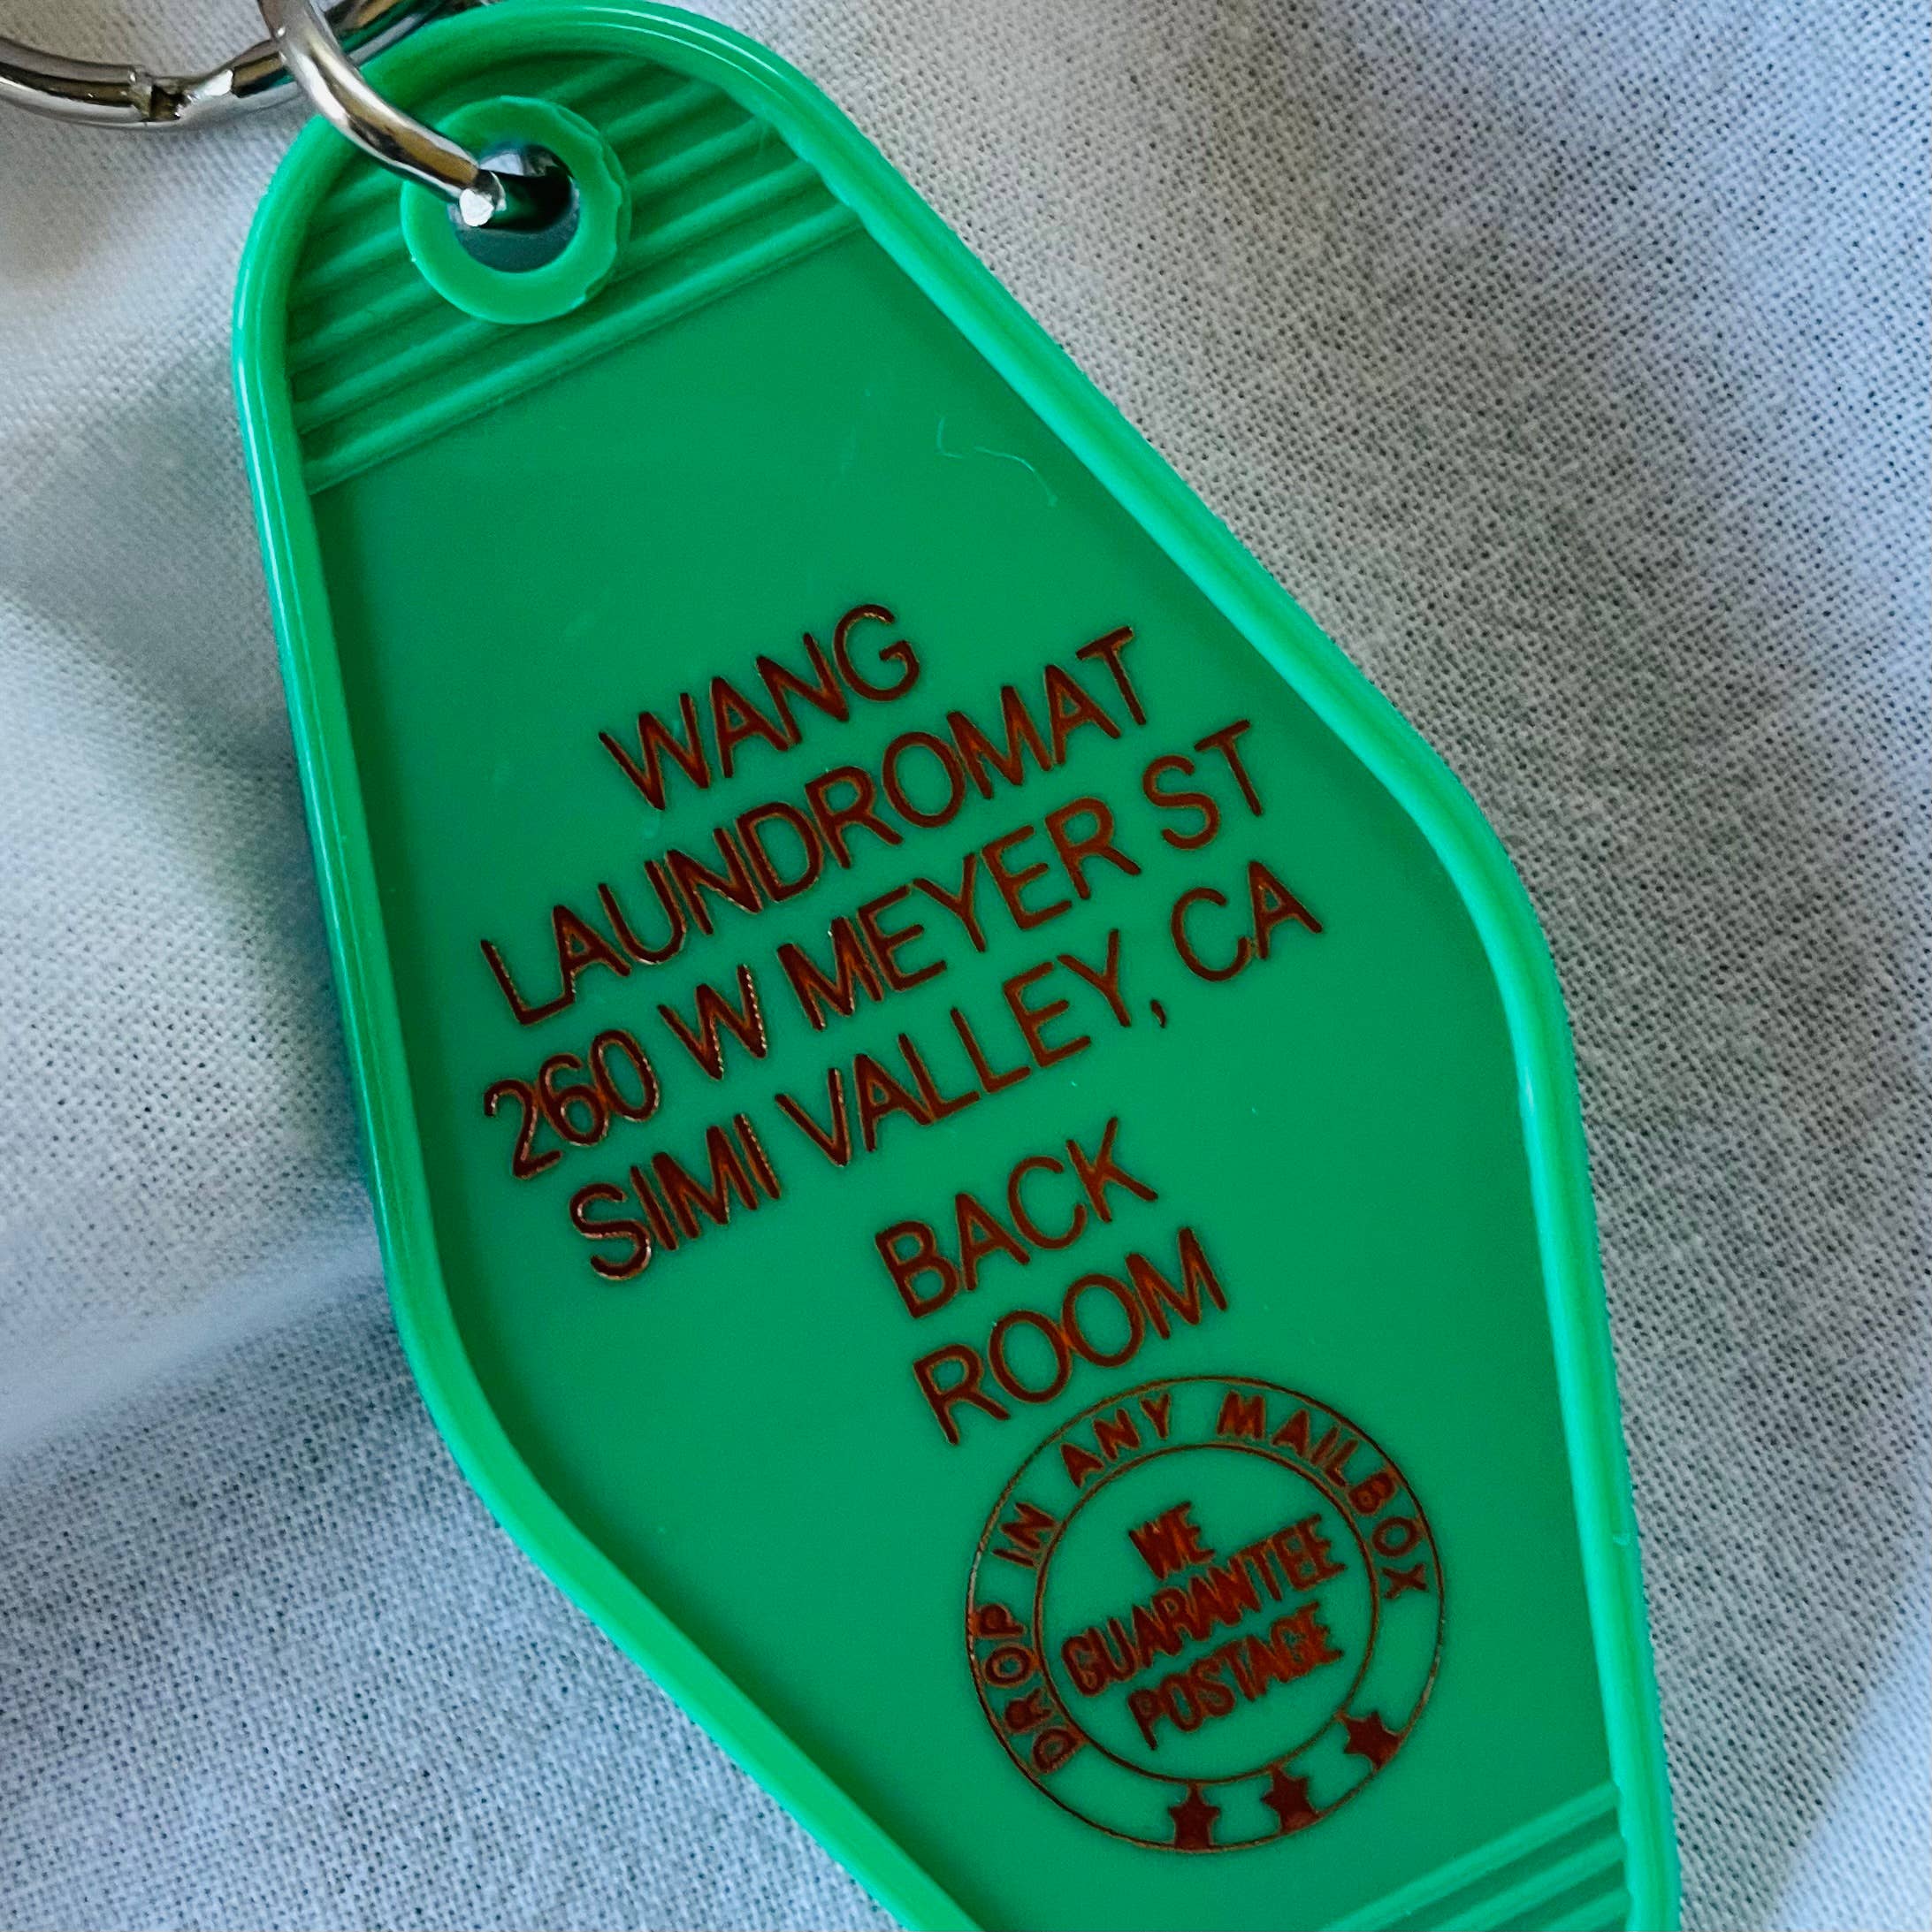 WANG
LAUNDROMAT
260 W MEYER ST
SIMI VALLEY, CA
BACK
ROOM
DROP IN ANY MAILBOX
WE
GUARANTEE
POSTAGE